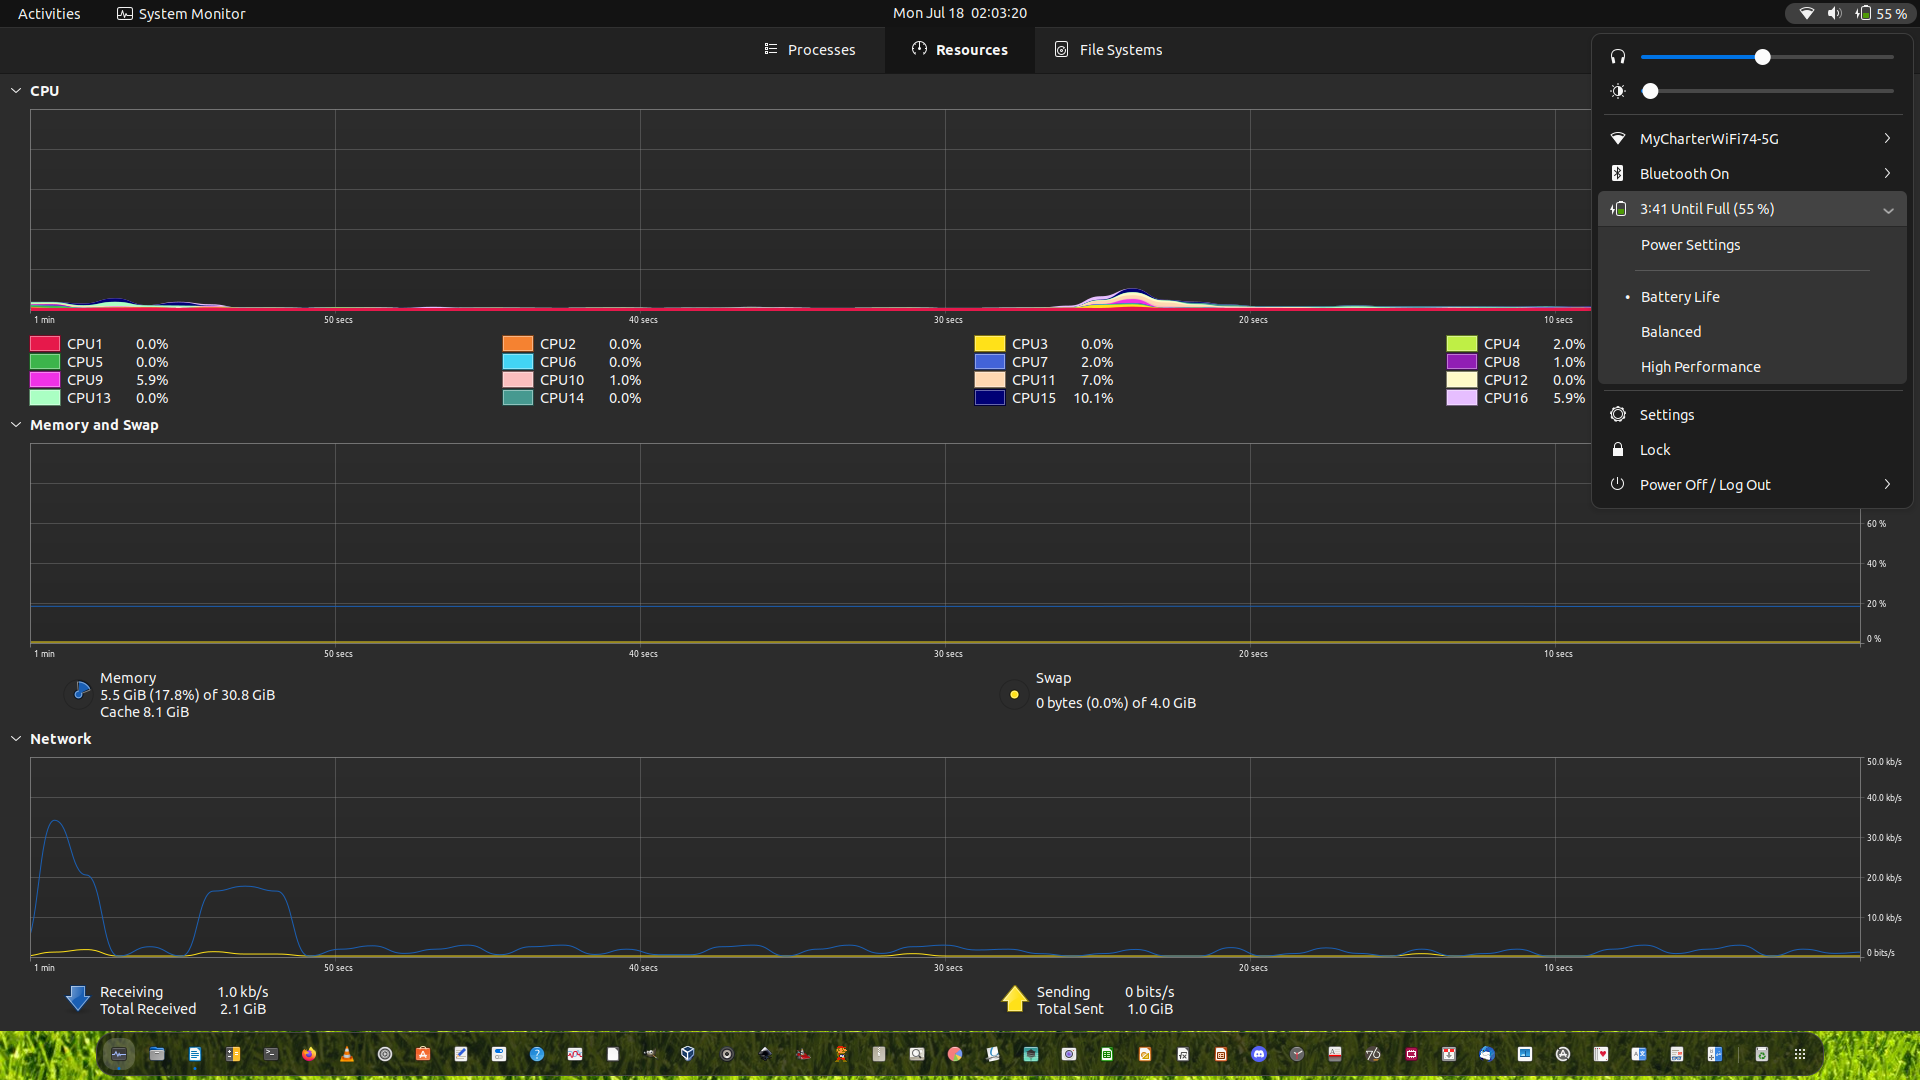 Activities
System Monitor
Mon Jul 18 02:03:20
55 %
Processes
Resources
File Systems
CPU
1 min
50 secs
40 secs
30 secs
20 secs
10 secs
CPU1 0.0%
CPU2 0.0%
CPU3 0.0%
CPU4 2.0%
CPU5 0.0%
CPU6 0.0%
CPU7 2.0%
CPU8 1.0%
CPU9 5.9%
CPU10 1.0%
CPU11 7.0%
CPU12 0.0%
CPU13 0.0%
CPU14 0.0%
CPU15 10.1%
CPU16 5.9%
MyCharterWiFi74-5G
Bluetooth On
3:41 Until Full (55 %)
Power Settings
• Battery Life
Balanced
High Performance
Settings
Lock
Power Off / Log Out
Memory and Swap
60 %
40 %
20 %
0 %
1 min
50 secs
40 secs
30 secs
20 secs
10 secs
Memory
5.5 GiB (17.8%) of 30.8 GiB
Cache 8.1 GiB
Swap
0 bytes (0.0%) of 4.0 GiB
Network
50.0 kb/s
40.0 kb/s
30.0 kb/s
20.0 kb/s
10.0 kb/s
0 bits/s
1 min
50 secs
40 secs
30 secs
20 secs
10 secs
Receiving 1.0 kb/s
Total Received 2.1 GiB
Sending 0 bits/s
Total Sent 1.0 GiB